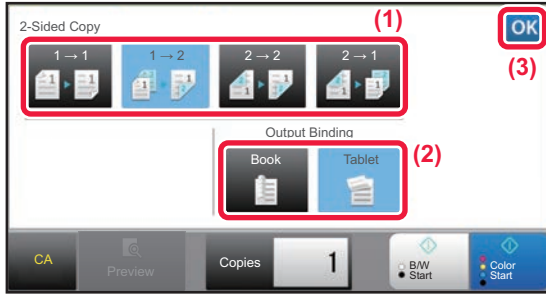 (1)
2-Sided Copy
OK
1 → 1
1 → 2
2 → 2
2 → 1
(3)
Output Binding
(2)
Book
Tablet
CA
Preview
Copies
1
B/W
Start
Color
Start